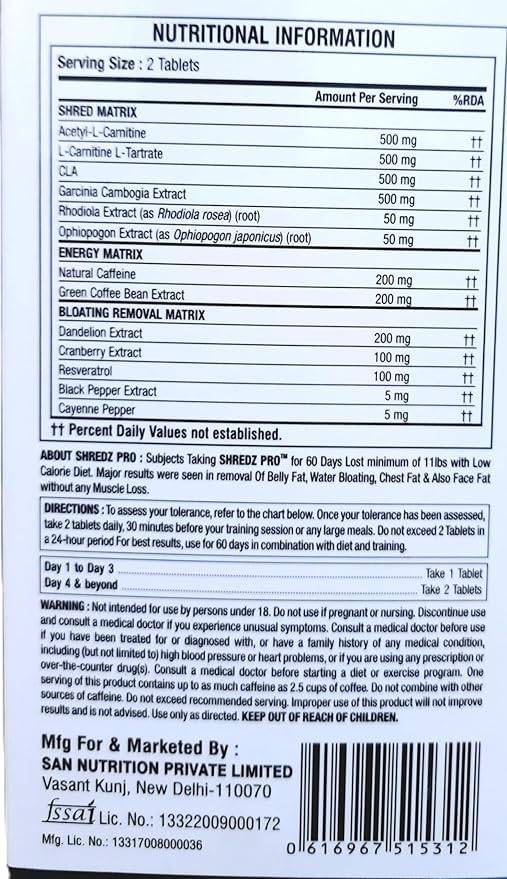 NUTRITIONAL INFORMATION
Serving Size : 2 Tablets
Amount Per Serving %RDA
SHRED MATRIX
Acetyl-L-Carnitine 500 mg ††
L-Carnitine L-Tartrate 500 mg ††
CLA 500 mg ††
Garcinia Cambogia Extract 500 mg ††
Rhodiola Extract (as Rhodiola rosea) (root) 50 mg ††
Ophiopogon Extract (as Ophiopogon japonicus) (root) 50 mg ††
ENERGY MATRIX
Natural Caffeine 200 mg ††
Green Coffee Bean Extract 200 mg ††
BLOATING REMOVAL MATRIX
Dandelion Extract 200 mg ††
Cranberry Extract 100 mg ††
Resveratrol 100 mg ††
Black Pepper Extract 5 mg ††
Cayenne Pepper 5 mg ††
†† Percent Daily Values not established.
ABOUT SHREDZ PRO : Subjects Taking SHREDZ PRO™ for 60 Days Lost minimum of 11lbs with Low
Calorie Diet. Major results were seen in removal Of Belly Fat, Water Bloating, Chest Fat & Also Face Fat
without any Muscle Loss.
DIRECTIONS : To assess your tolerance, refer to the chart below. Once your tolerance has been assessed,
take 2 tablets daily, 30 minutes before your training session or any large meals. Do not exceed 2 Tablets in
a 24-hour period For best results, use for 60 days in combination with diet and training.
Day 1 to Day 3 ........ Take 1 Tablet
Day 4 & beyond ........ Take 2 Tablets
WARNING : Not intended for use by persons under 18. Do not use if pregnant or nursing. Discontinue use
and consult a medical doctor if you experience unusual symptoms. Consult a medical doctor before use
if you have been treated for or diagnosed with, or have a family history of any medical condition,
including (but not limited to) high blood pressure or heart problems, or if you are using any prescription or
over-the-counter drug(s). Consult a medical doctor before starting a diet or exercise program. One
serving of this product contains up to as much caffeine as 2.5 cups of coffee. Do not combine with other
sources of caffeine. Do not exceed recommended serving. Improper use of this product will not improve
results and is not advised. Use only as directed. KEEP OUT OF REACH OF CHILDREN.
Mfg For & Marketed By :
SAN NUTRITION PRIVATE LIMITED
Vasant Kunj, New Delhi-110070
fssai Lic. No.: 13322009000172
Mfg. Lic. No.: 13317008000036
0 616967 515312